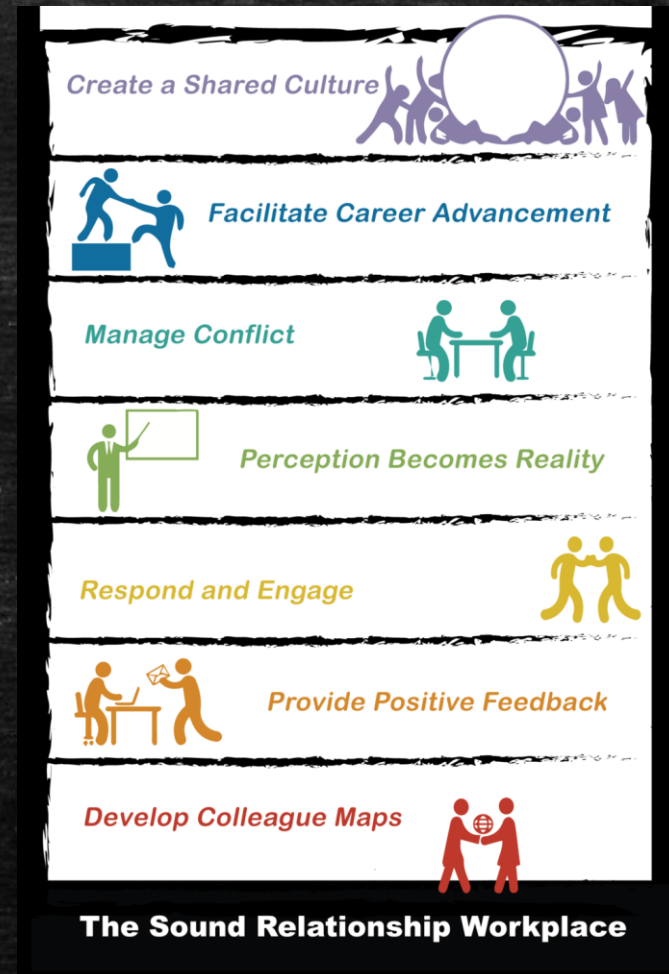 Create a Shared Culture
Facilitate Career Advancement
Manage Conflict
Perception Becomes Reality
Respond and Engage
Provide Positive Feedback
Develop Colleague Maps
The Sound Relationship Workplace